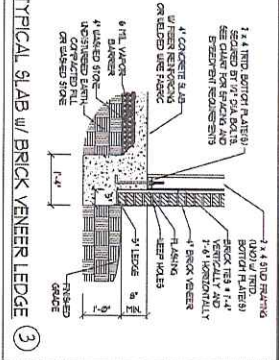 2 x 4 TRTD. BOTTOM PLATE(S)
SECURED BY 1/2" DIA. BOLTS.
SEE CHART FOR SPACING AND
EMBEDMENT REQUIREMENTS
4" CONCRETE SLAB
W/ FIBER REINFORCING
OR WELDED WIRE FABRIC
6 MIL VAPOR
BARRIER
4" WASHED STONE
UNDISTURBED EARTH,
COMPACTED FILL
OR WASHED STONE
2 x 4 STUD FRAMING
(UNO) W/ TRTD
BOTTOM PLATE(S)
BRICK TIES @ 1'-4"
VERTICALLY AND
2'-6" HORIZONTALLY
4" BRICK VENEER
FLASHING
WEEP HOLES
5" LEDGE
8"
MIN.
5"
1'-0"
FINISHED
GRADE
1'-4"
TYPICAL SLAB W/ BRICK VENEER LEDGE
3